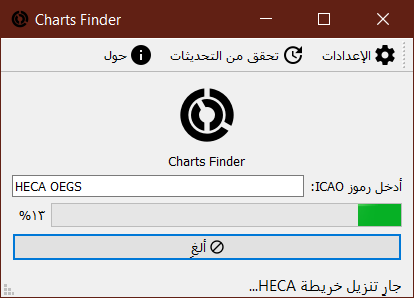 Charts Finder
الإعدادات تحقق من التحديثات حول
Charts Finder
أدخل رموز ICAO: HECA OEGS
١٣%
ألغِ
جارٍ تنزيل خريطة HECA...